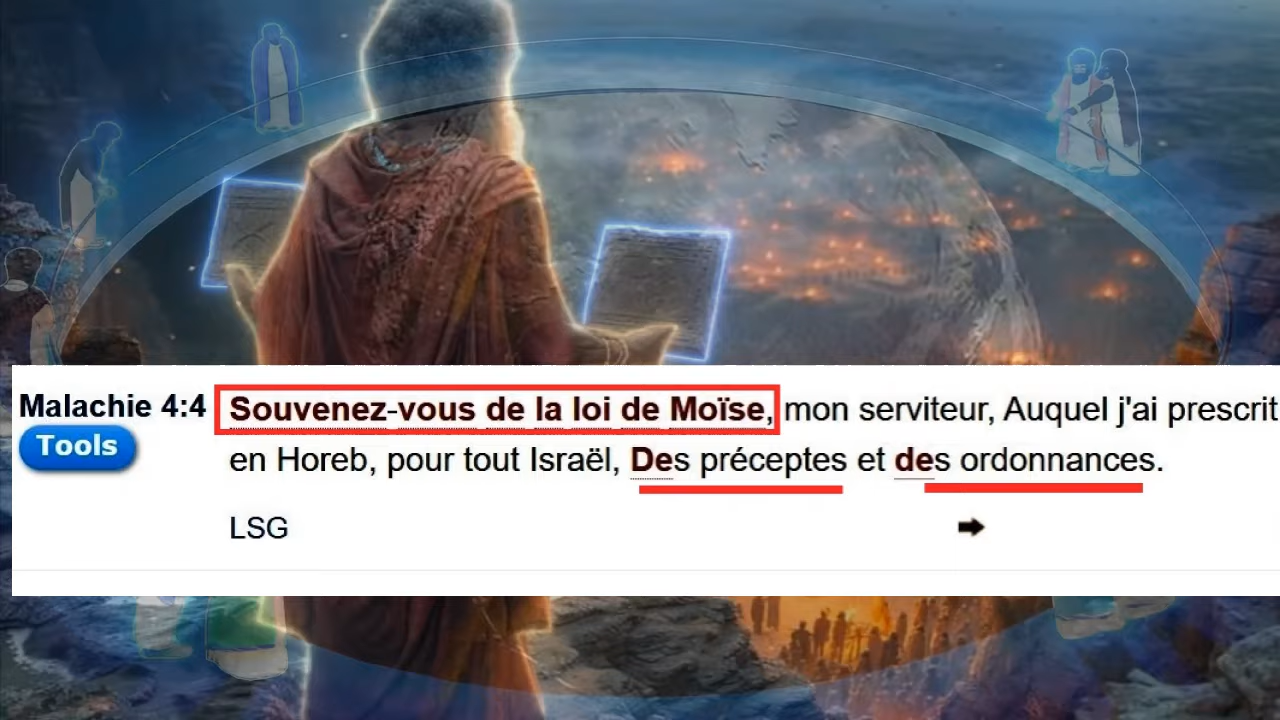 Malachie 4:4 Souvenez-vous de la loi de Moïse, mon serviteur, Auquel j'ai prescrit
Tools
en Horeb, pour tout Israël, Des préceptes et des ordonnances.
LSG